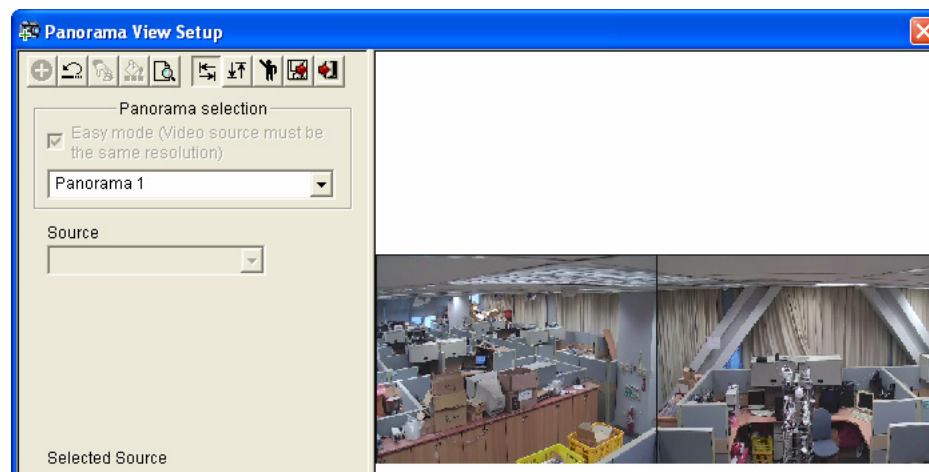 Panorama View Setup
Panorama selection
Easy mode (Video source must be
the same resolution)
Panorama 1
Source
Selected Source